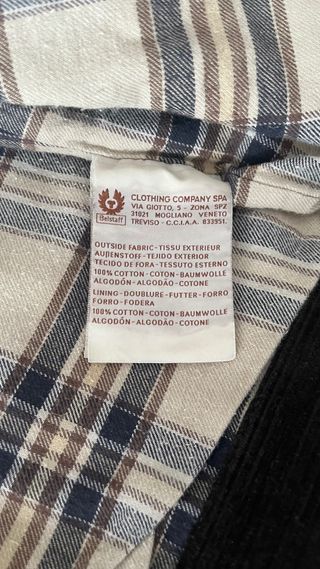 Belstaff
CLOTHING COMPANY SPA
VIA GIOTTO, 5 - ZONA SPZ
31021 MOGLIANO VENETO
TREVISO - C.C.I.A.A. 833951.
OUTSIDE FABRIC-TISSU EXTERIEUR
AUßENSTOFF-TEJIDO EXTERIOR
TECIDO DE FORA-TESSUTO ESTERNO
100% COTTON-COTON-BAUMWOLLE
ALGODÓN-ALGODÃO-COTONE
LINING-DOUBLURE-FUTTER-FORRO
FORRO-FODERA
100% COTTON-COTON-BAUMWOLLE
ALGODÓN-ALGODÃO-COTONE